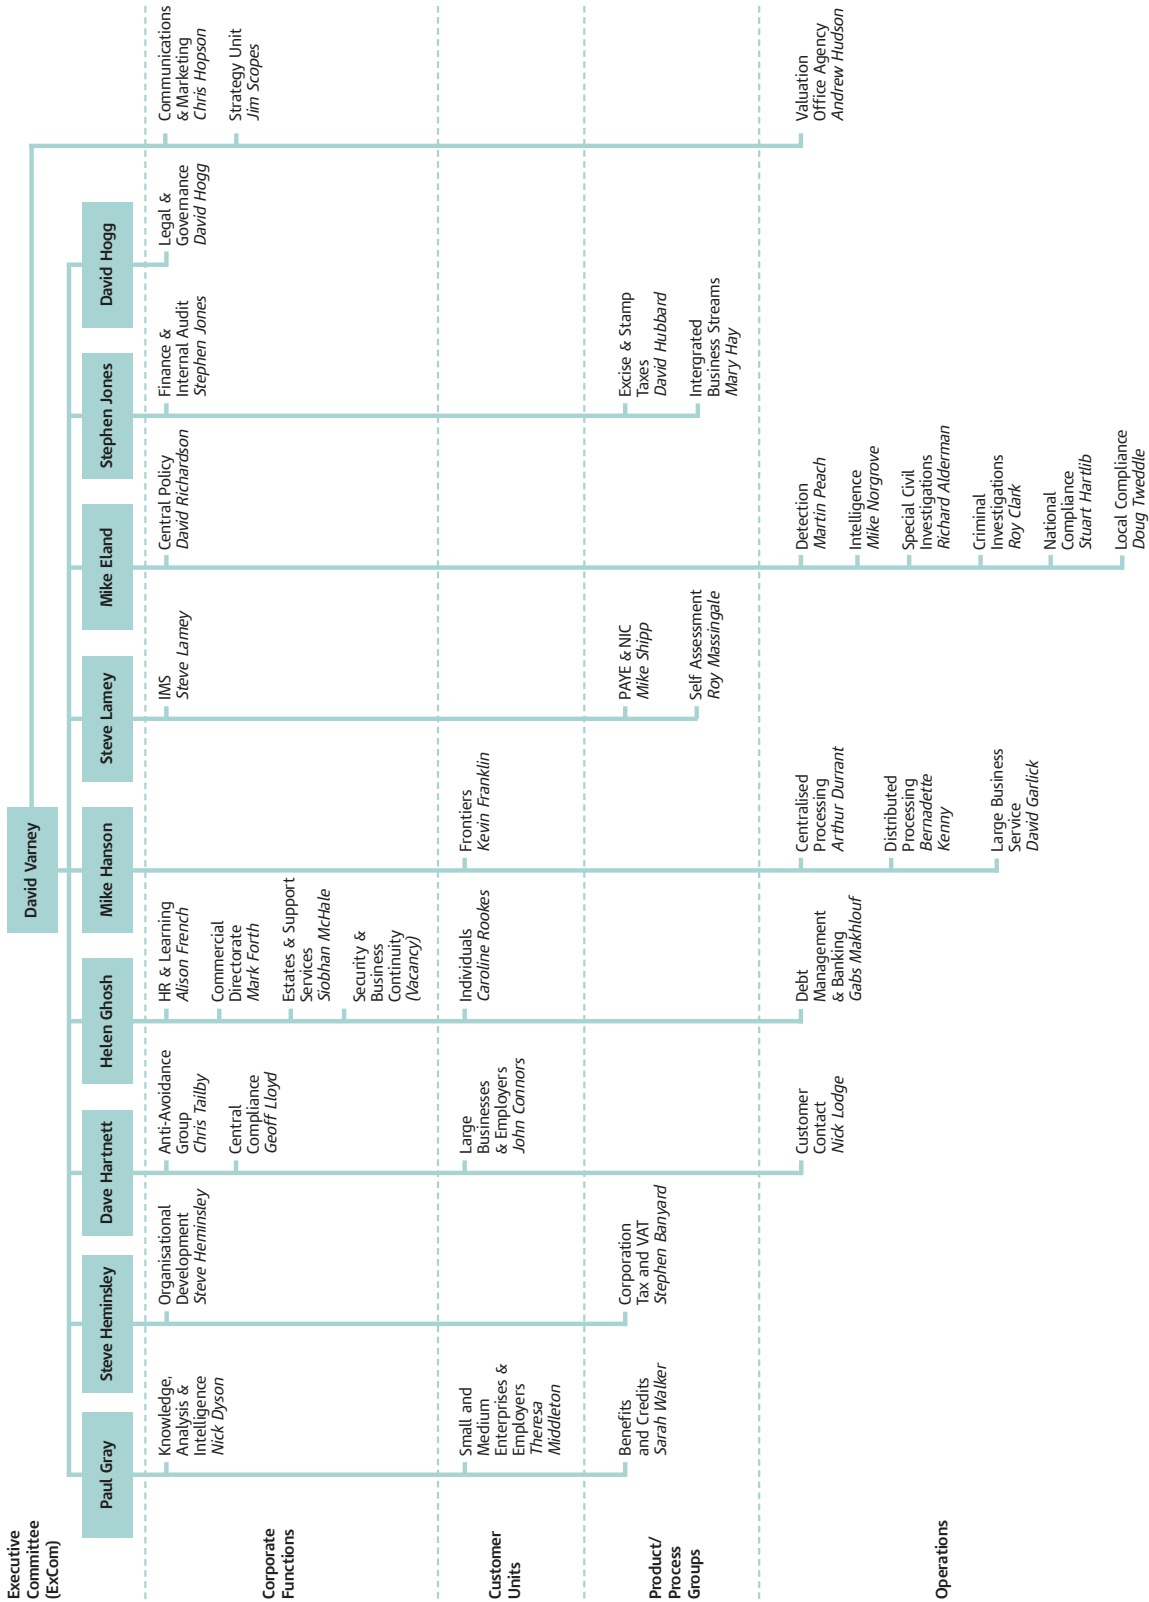 Executive
Committee
(ExCom)
David Varney
Paul Gray
Steve Heminsley
Dave Hartnett
Helen Ghosh
Mike Hanson
Steve Lamey
Mike Eland
Stephen Jones
David Hogg
Corporate
Functions
Knowledge,
Analysis &
Intelligence
Nick Dyson
Organisational
Development
Steve Heminsley
Anti-Avoidance
Group
Chris Tailby
Central
Compliance
Geoff Lloyd
HR & Learning
Alison French
Commercial
Directorate
Mark Forth
Estates & Support
Services
Siobhan McHale
Security &
Business
Continuity
(Vacancy)
IMS
Steve Lamey
Central Policy
David Richardson
Finance &
Internal Audit
Stephen Jones
Legal &
Governance
David Hogg
Communications
& Marketing
Chris Hopson
Strategy Unit
Jim Scopes
Customer
Units
Small and
Medium
Enterprises &
Employers
Theresa
Middleton
Large
Businesses
& Employers
John Connors
Individuals
Caroline Rookes
Frontiers
Kevin Franklin
Product/
Process
Groups
Benefits
and Credits
Sarah Walker
Corporation
Tax and VAT
Stephen Banyard
PAYE & NIC
Mike Shipp
Self Assessment
Roy Massingale
Excise & Stamp
Taxes
David Hubbard
Intergrated
Business Streams
Mary Hay
Operations
Customer
Contact
Nick Lodge
Debt
Management
& Banking
Gabs Makhlouf
Centralised
Processing
Arthur Durrant
Distributed
Processing
Bernadette
Kenny
Large Business
Service
David Garlick
Detection
Martin Peach
Intelligence
Mike Norgrove
Special Civil
Investigations
Richard Alderman
Criminal
Investigations
Roy Clark
National
Compliance
Stuart Hartlib
Local Compliance
Doug Tweddle
Valuation
Office Agency
Andrew Hudson